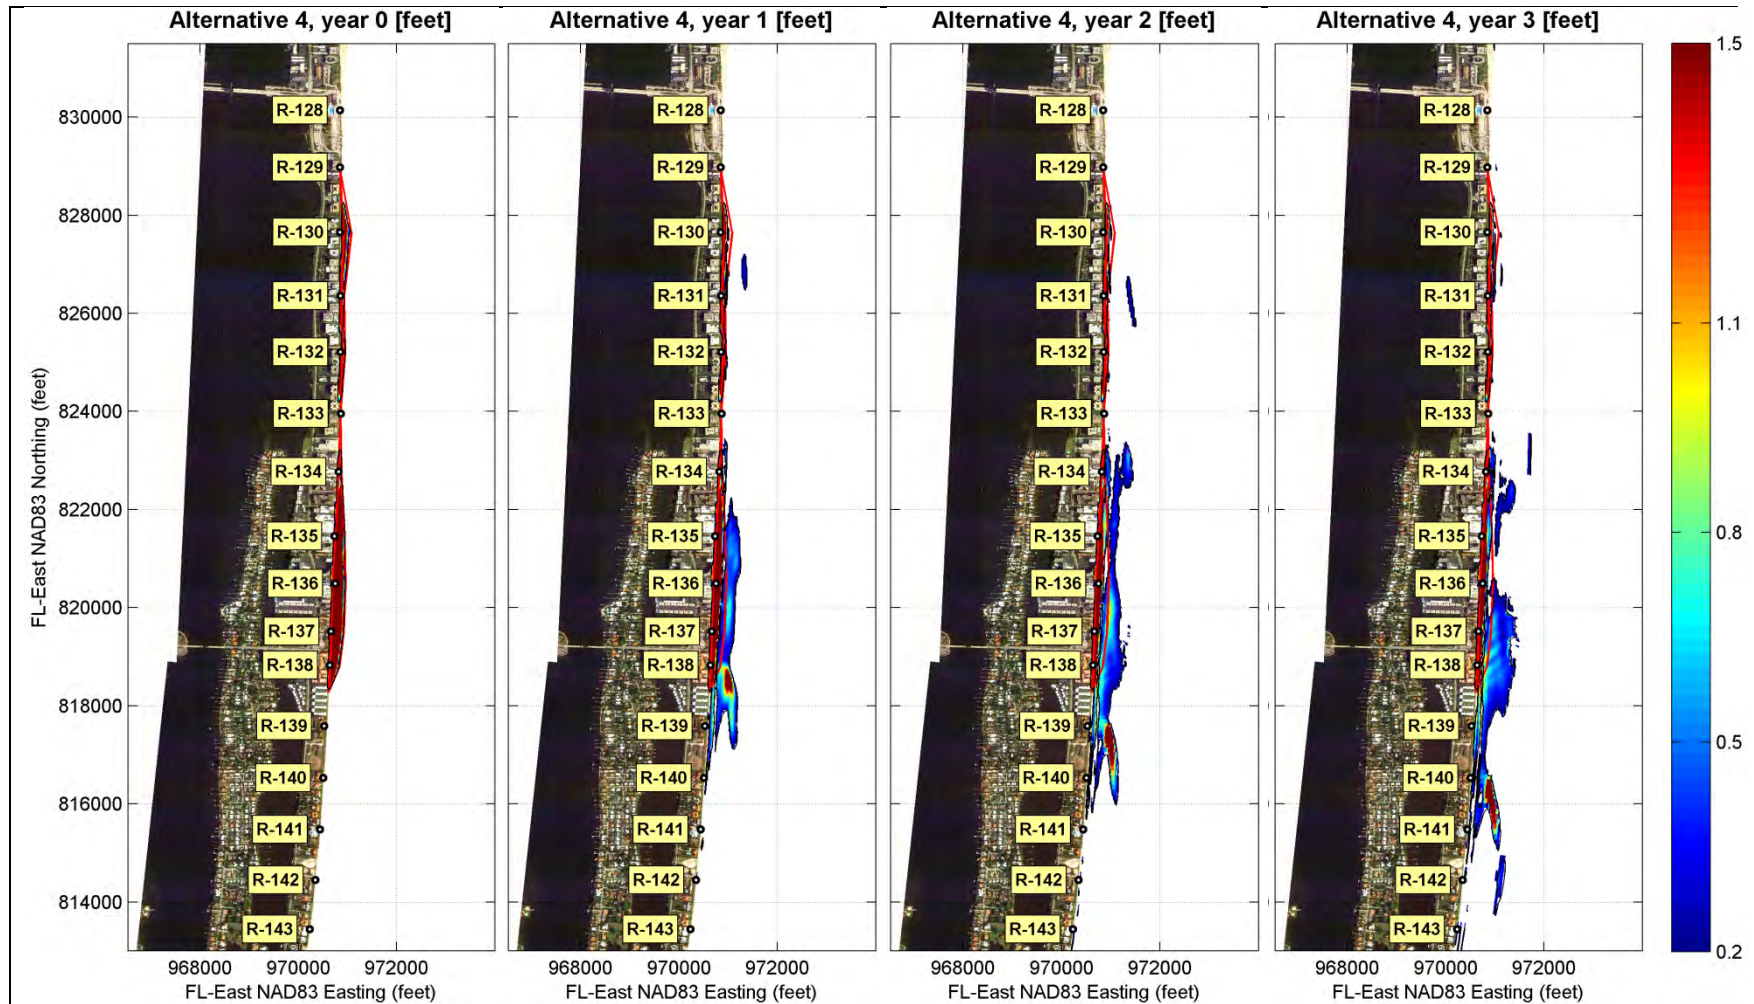 Alternative 4, year 0 [feet]
Alternative 4, year 1 [feet]
Alternative 4, year 2 [feet]
Alternative 4, year 3 [feet]
FL-East NAD83 Northing (feet)
830000
828000
826000
824000
822000
820000
818000
816000
814000
R-128
R-129
R-130
R-131
R-132
R-133
R-134
R-135
R-136
R-137
R-138
R-139
R-140
R-141
R-142
R-143
968000 970000 972000
FL-East NAD83 Easting (feet)
R-128
R-129
R-130
R-131
R-132
R-133
R-134
R-135
R-136
R-137
R-138
R-139
R-140
R-141
R-142
R-143
968000 970000 972000
FL-East NAD83 Easting (feet)
R-128
R-129
R-130
R-131
R-132
R-133
R-134
R-135
R-136
R-137
R-138
R-139
R-140
R-141
R-142
R-143
968000 970000 972000
FL-East NAD83 Easting (feet)
R-128
R-129
R-130
R-131
R-132
R-133
R-134
R-135
R-136
R-137
R-138
R-139
R-140
R-141
R-142
R-143
968000 970000 972000
FL-East NAD83 Easting (feet)
1.5
1.1
0.8
0.5
0.2